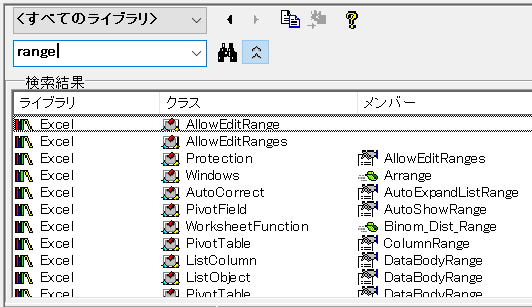 <すべてのライブラリ>
range
検索結果
ライブラリ クラス メンバー
Excel AllowEditRange
Excel AllowEditRanges
Excel Protection AllowEditRanges
Excel Windows Arrange
Excel AutoCorrect AutoExpandListRange
Excel PivotField AutoShowRange
Excel WorksheetFunction Binom_Dist_Range
Excel PivotTable ColumnRange
Excel ListColumn DataBodyRange
Excel ListObject DataBodyRange
Excel PivotTable DataBodyRange